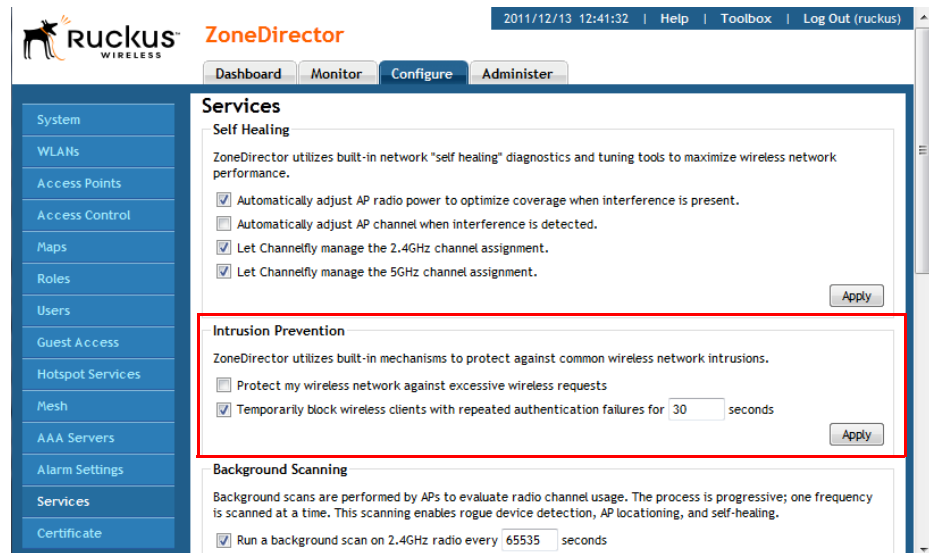 2011/12/13 12:41:32 | Help | Toolbox | Log Out (ruckus)
RUCKUS
WIRELESS
ZoneDirector
Dashboard
Monitor
Configure
Administer
System
WLANs
Access Points
Access Control
Maps
Roles
Users
Guest Access
Hotspot Services
Mesh
AAA Servers
Alarm Settings
Services
Certificate
Services
Self Healing
ZoneDirector utilizes built-in network "self healing" diagnostics and tuning tools to maximize wireless network
performance.
Automatically adjust AP radio power to optimize coverage when interference is present.
Automatically adjust AP channel when interference is detected.
Let Channelfly manage the 2.4GHz channel assignment.
Let Channelfly manage the 5GHz channel assignment.
Apply
Intrusion Prevention
ZoneDirector utilizes built-in mechanisms to protect against common wireless network intrusions.
Protect my wireless network against excessive wireless requests
Temporarily block wireless clients with repeated authentication failures for 30 seconds
Apply
Background Scanning
Background scans are performed by APs to evaluate radio channel usage. The process is progressive; one frequency
is scanned at a time. This scanning enables rogue device detection, AP locationing, and self-healing.
Run a background scan on 2.4GHz radio every 65535 seconds